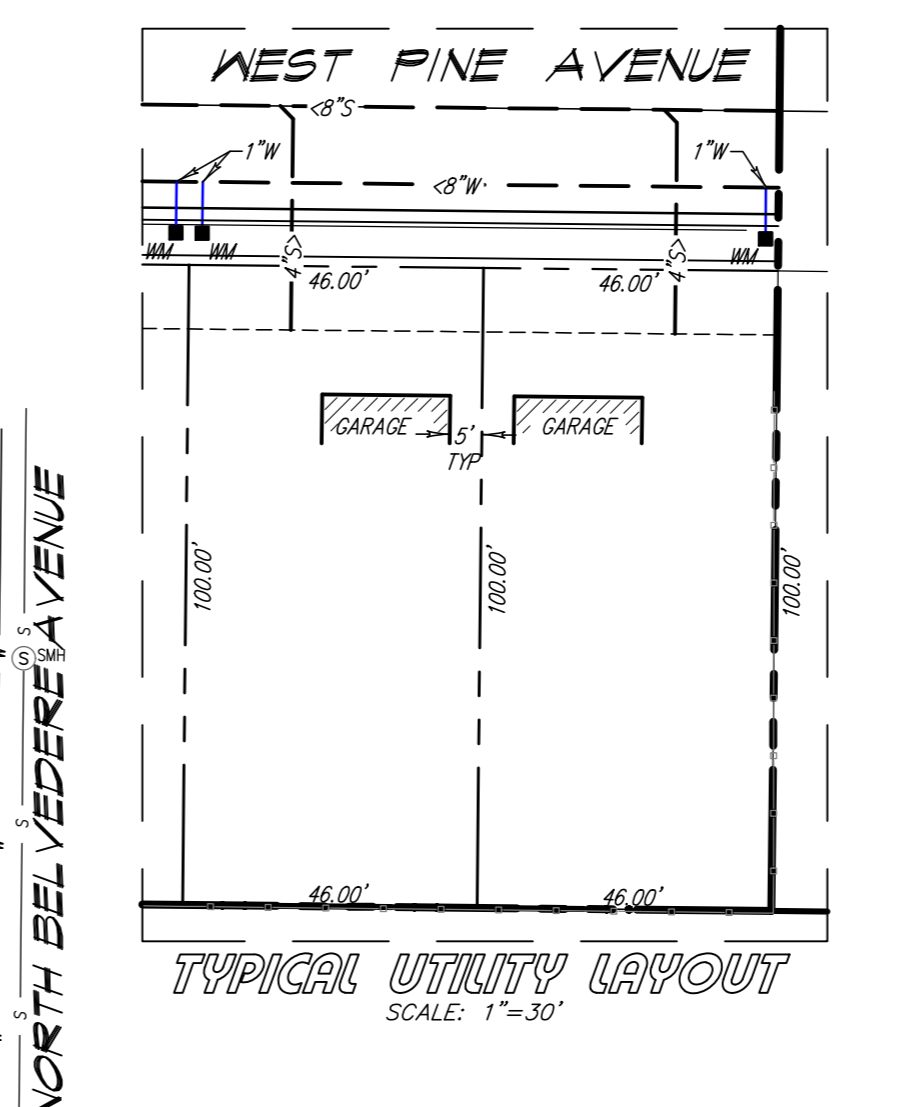 WEST PINE AVENUE
<8"S
1"W
1"W
<8"W
WM
WM
WM
4"S>
4"S>
46.00'
46.00'
GARAGE
5'
TYP
GARAGE
100.00'
100.00'
100.00'
46.00'
46.00'
S
S
S SMH
S
S
NORTH BELVEDERE AVENUE
TYPICAL UTILITY LAYOUT
SCALE: 1"=30'